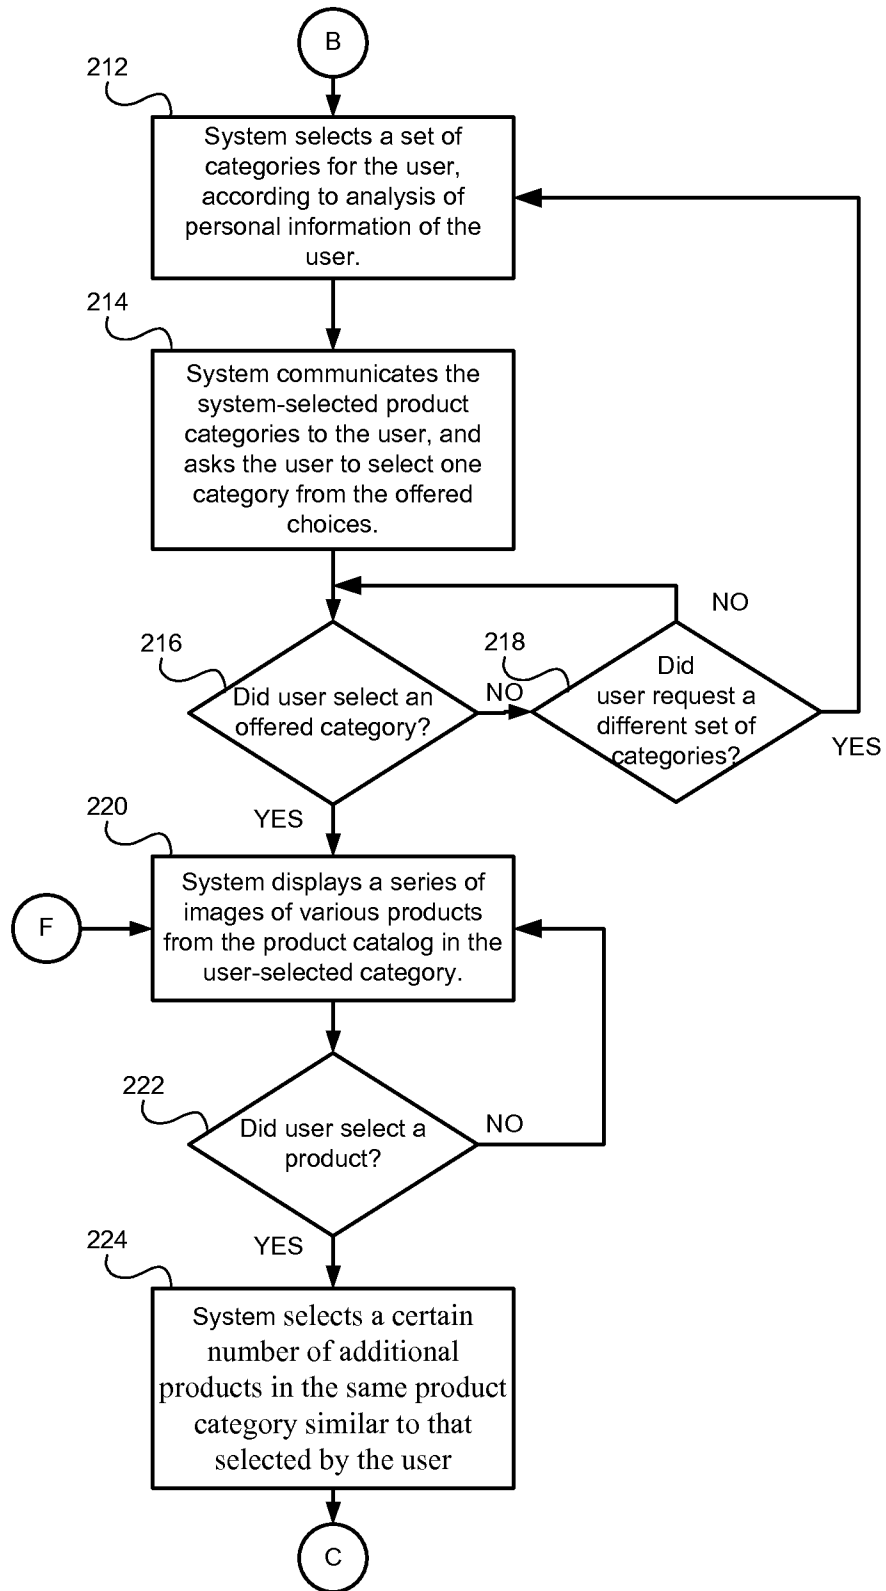 B
212
System selects a set of
categories for the user,
according to analysis of
personal information of the
user.
214
System communicates the
system-selected product
categories to the user, and
asks the user to select one
category from the offered
choices.
NO
216
Did user select an
offered category?
NO
218
Did
user request a
different set of
categories?
YES
YES
220
System displays a series of
images of various products
from the product catalog in the
user-selected category.
F
222
Did user select a
product?
NO
YES
224
System selects a certain
number of additional
products in the same product
category similar to that
selected by the user
C